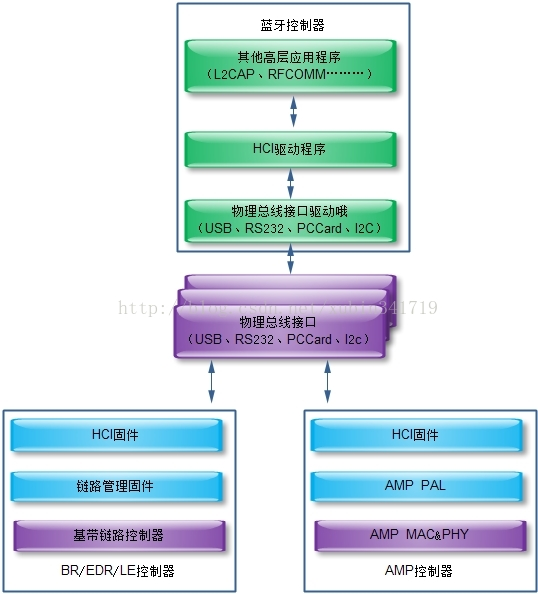 蓝牙控制器
其他高层应用程序
（L2CAP、RFCOMM………）
HCI驱动程序
物理总线接口驱动哦
（USB、RS232、PCCard、I2C）
物理总线接口
（USB、RS232、PCCard、I2c）
HCI固件
链路管理固件
基带链路控制器
BR/EDR/LE控制器
HCI固件
AMP PAL
AMP MAC&PHY
AMP控制器